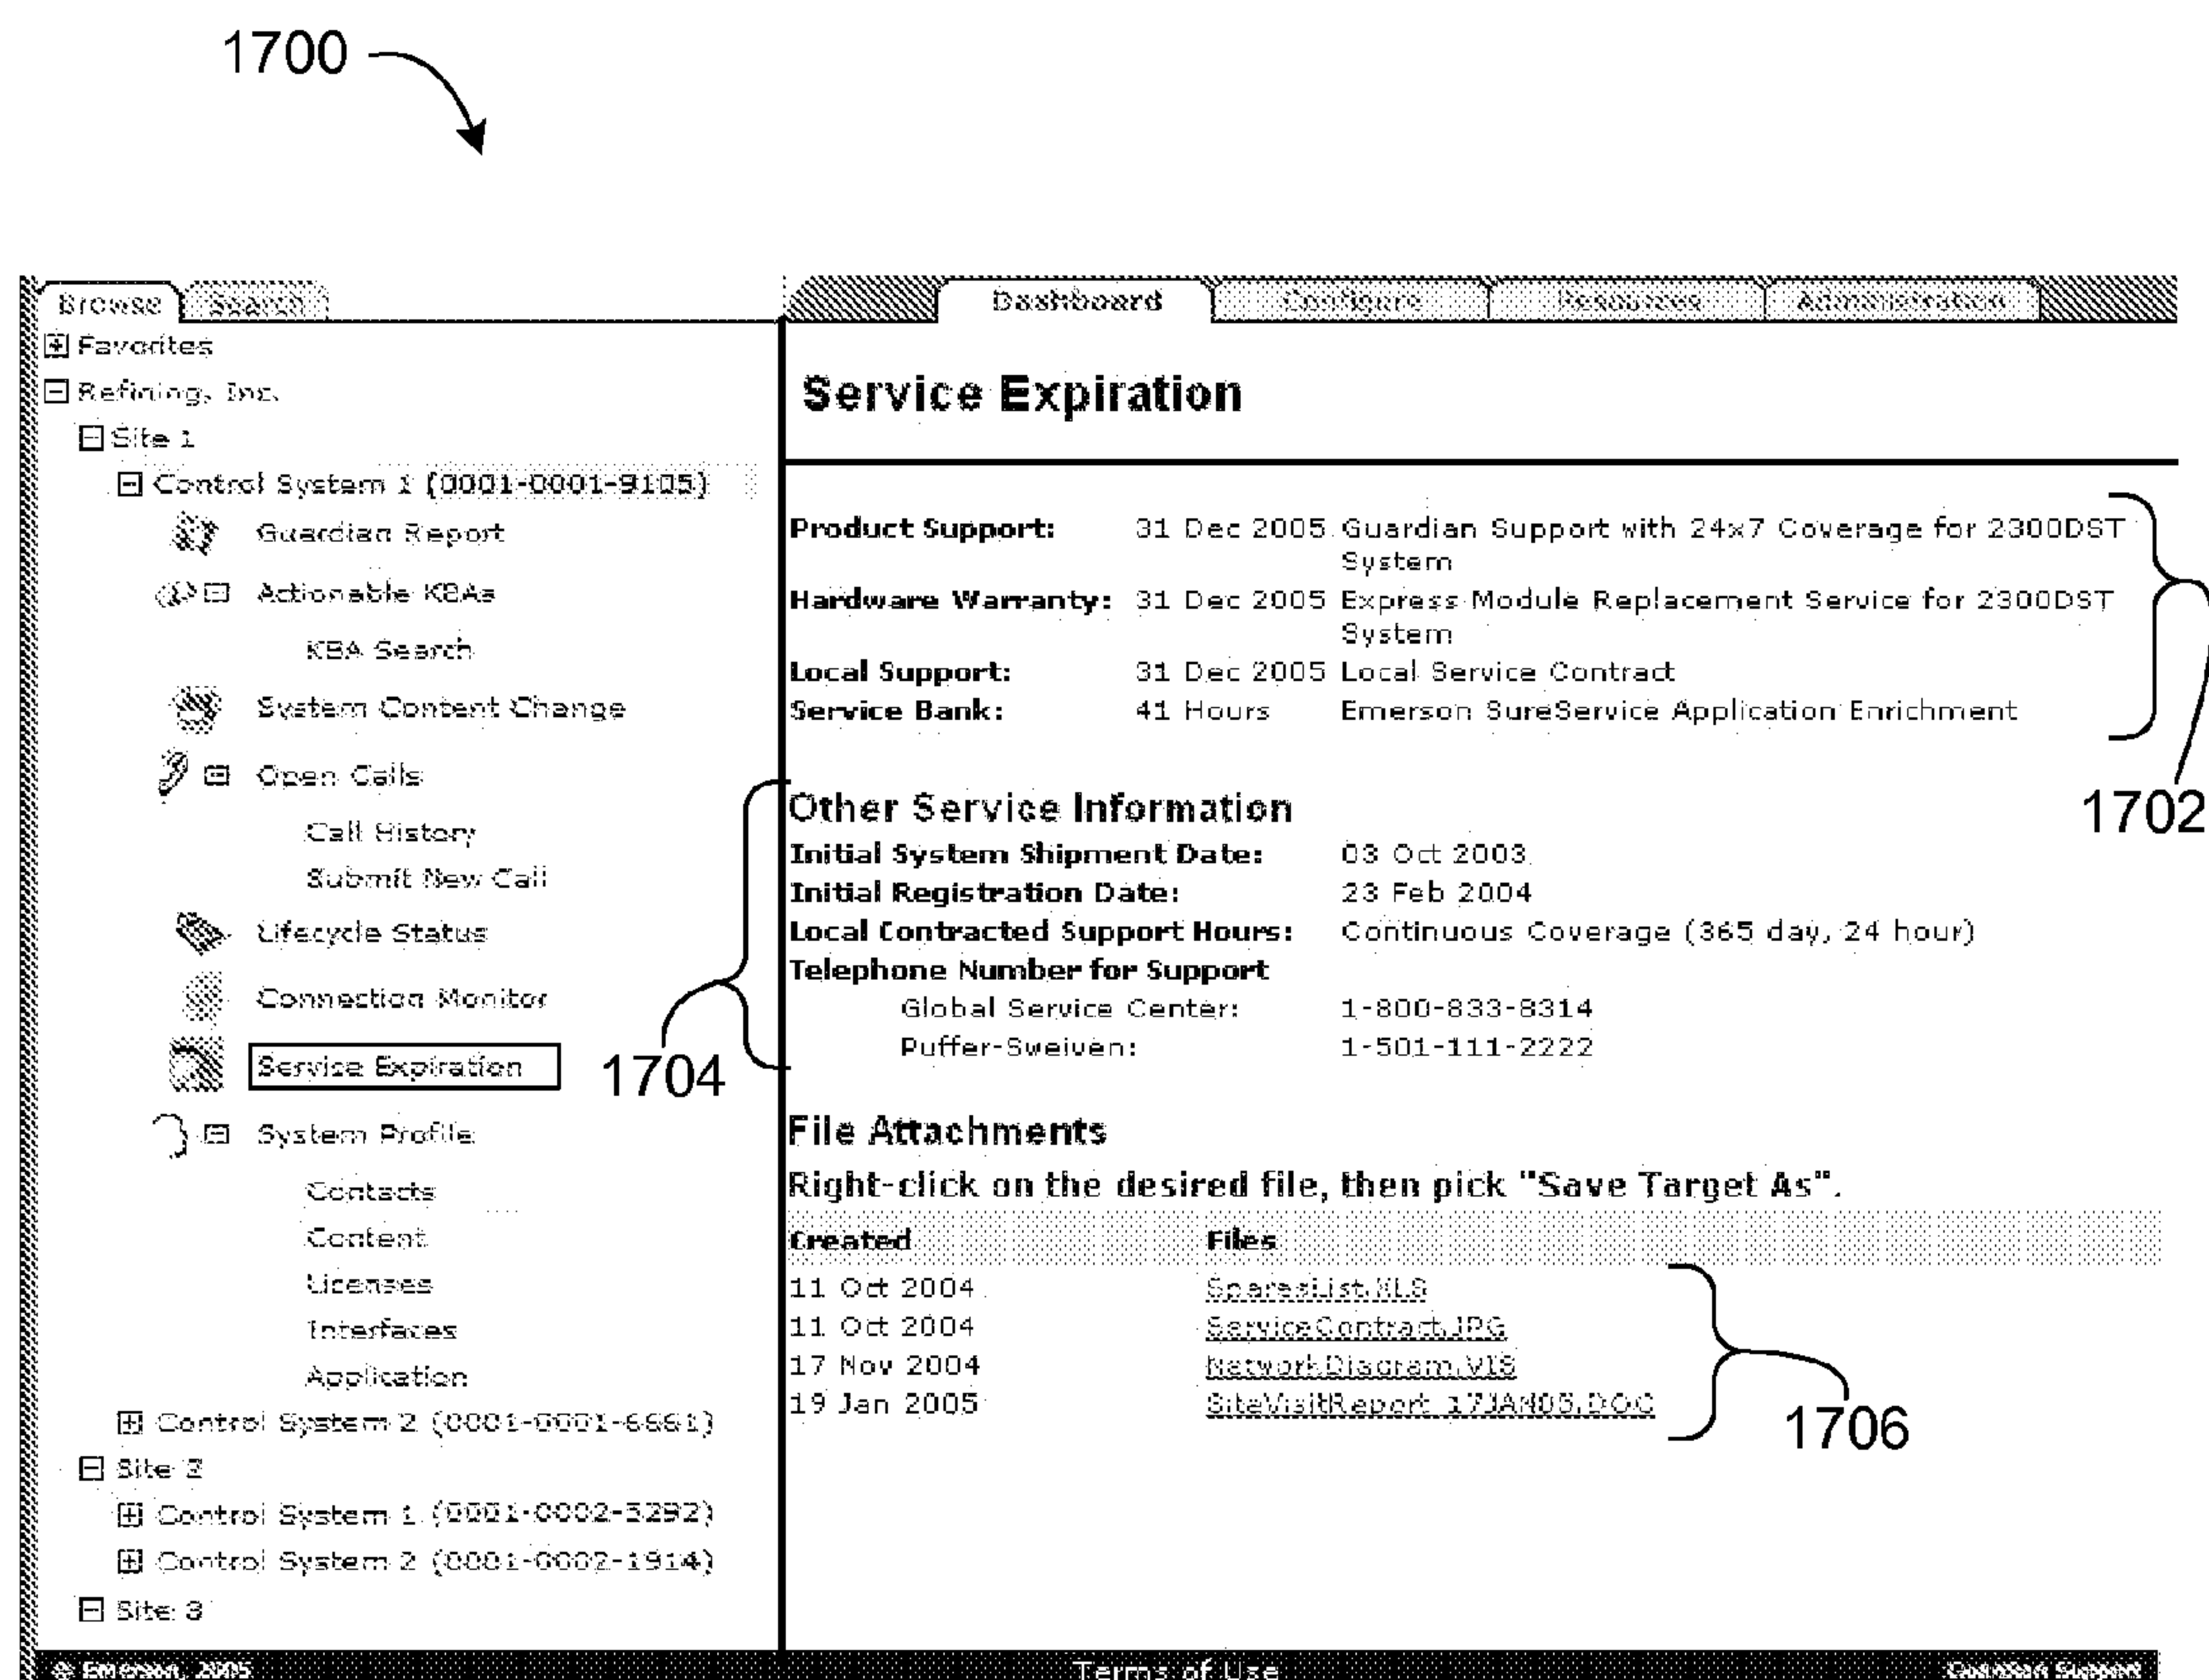 1700
Browse Search
Dashboard Configure Resources Administration
Favorites
Refining, Inc.
Site 1
Control System 1 (0001-0001-9105)
Guardian Report
Actionable KBAs
KBA Search
System Content Change
Open Calls
Call History
Submit New Call
Lifecycle Status
Connection Monitor
Service Expiration
System Profile
Contacts
Content
Licenses
Interfaces
Application
Control System 2 (0001-0001-6661)
Site 2
Control System 1 (0001-0002-5292)
Control System 2 (0001-0002-1914)
Site 3
Service Expiration
Product Support: 31 Dec 2005 Guardian Support with 24x7 Coverage for 2300DST
System
Hardware Warranty: 31 Dec 2005 Express Module Replacement Service for 2300DST
System
Local Support: 31 Dec 2005 Local Service Contract
Service Bank: 41 Hours Emerson SureService Application Enrichment
1702
Other Service Information
Initial System Shipment Date: 03 Oct 2003
Initial Registration Date: 23 Feb 2004
Local Contracted Support Hours: Continuous Coverage (365 day, 24 hour)
Telephone Number for Support
Global Service Center: 1-800-833-8314
Puffer-Sweiven: 1-501-111-2222
1704
File Attachments
Right-click on the desired file, then pick "Save Target As".
Created Files
11 Oct 2004 SparesList.XLS
11 Oct 2004 ServiceContract.JPG
17 Nov 2004 NetworkDiagram.VIS
19 Jan 2005 SiteVisitReport_17JAN05.DOC
1706
© Emerson, 2005 Terms of Use Guardian Support